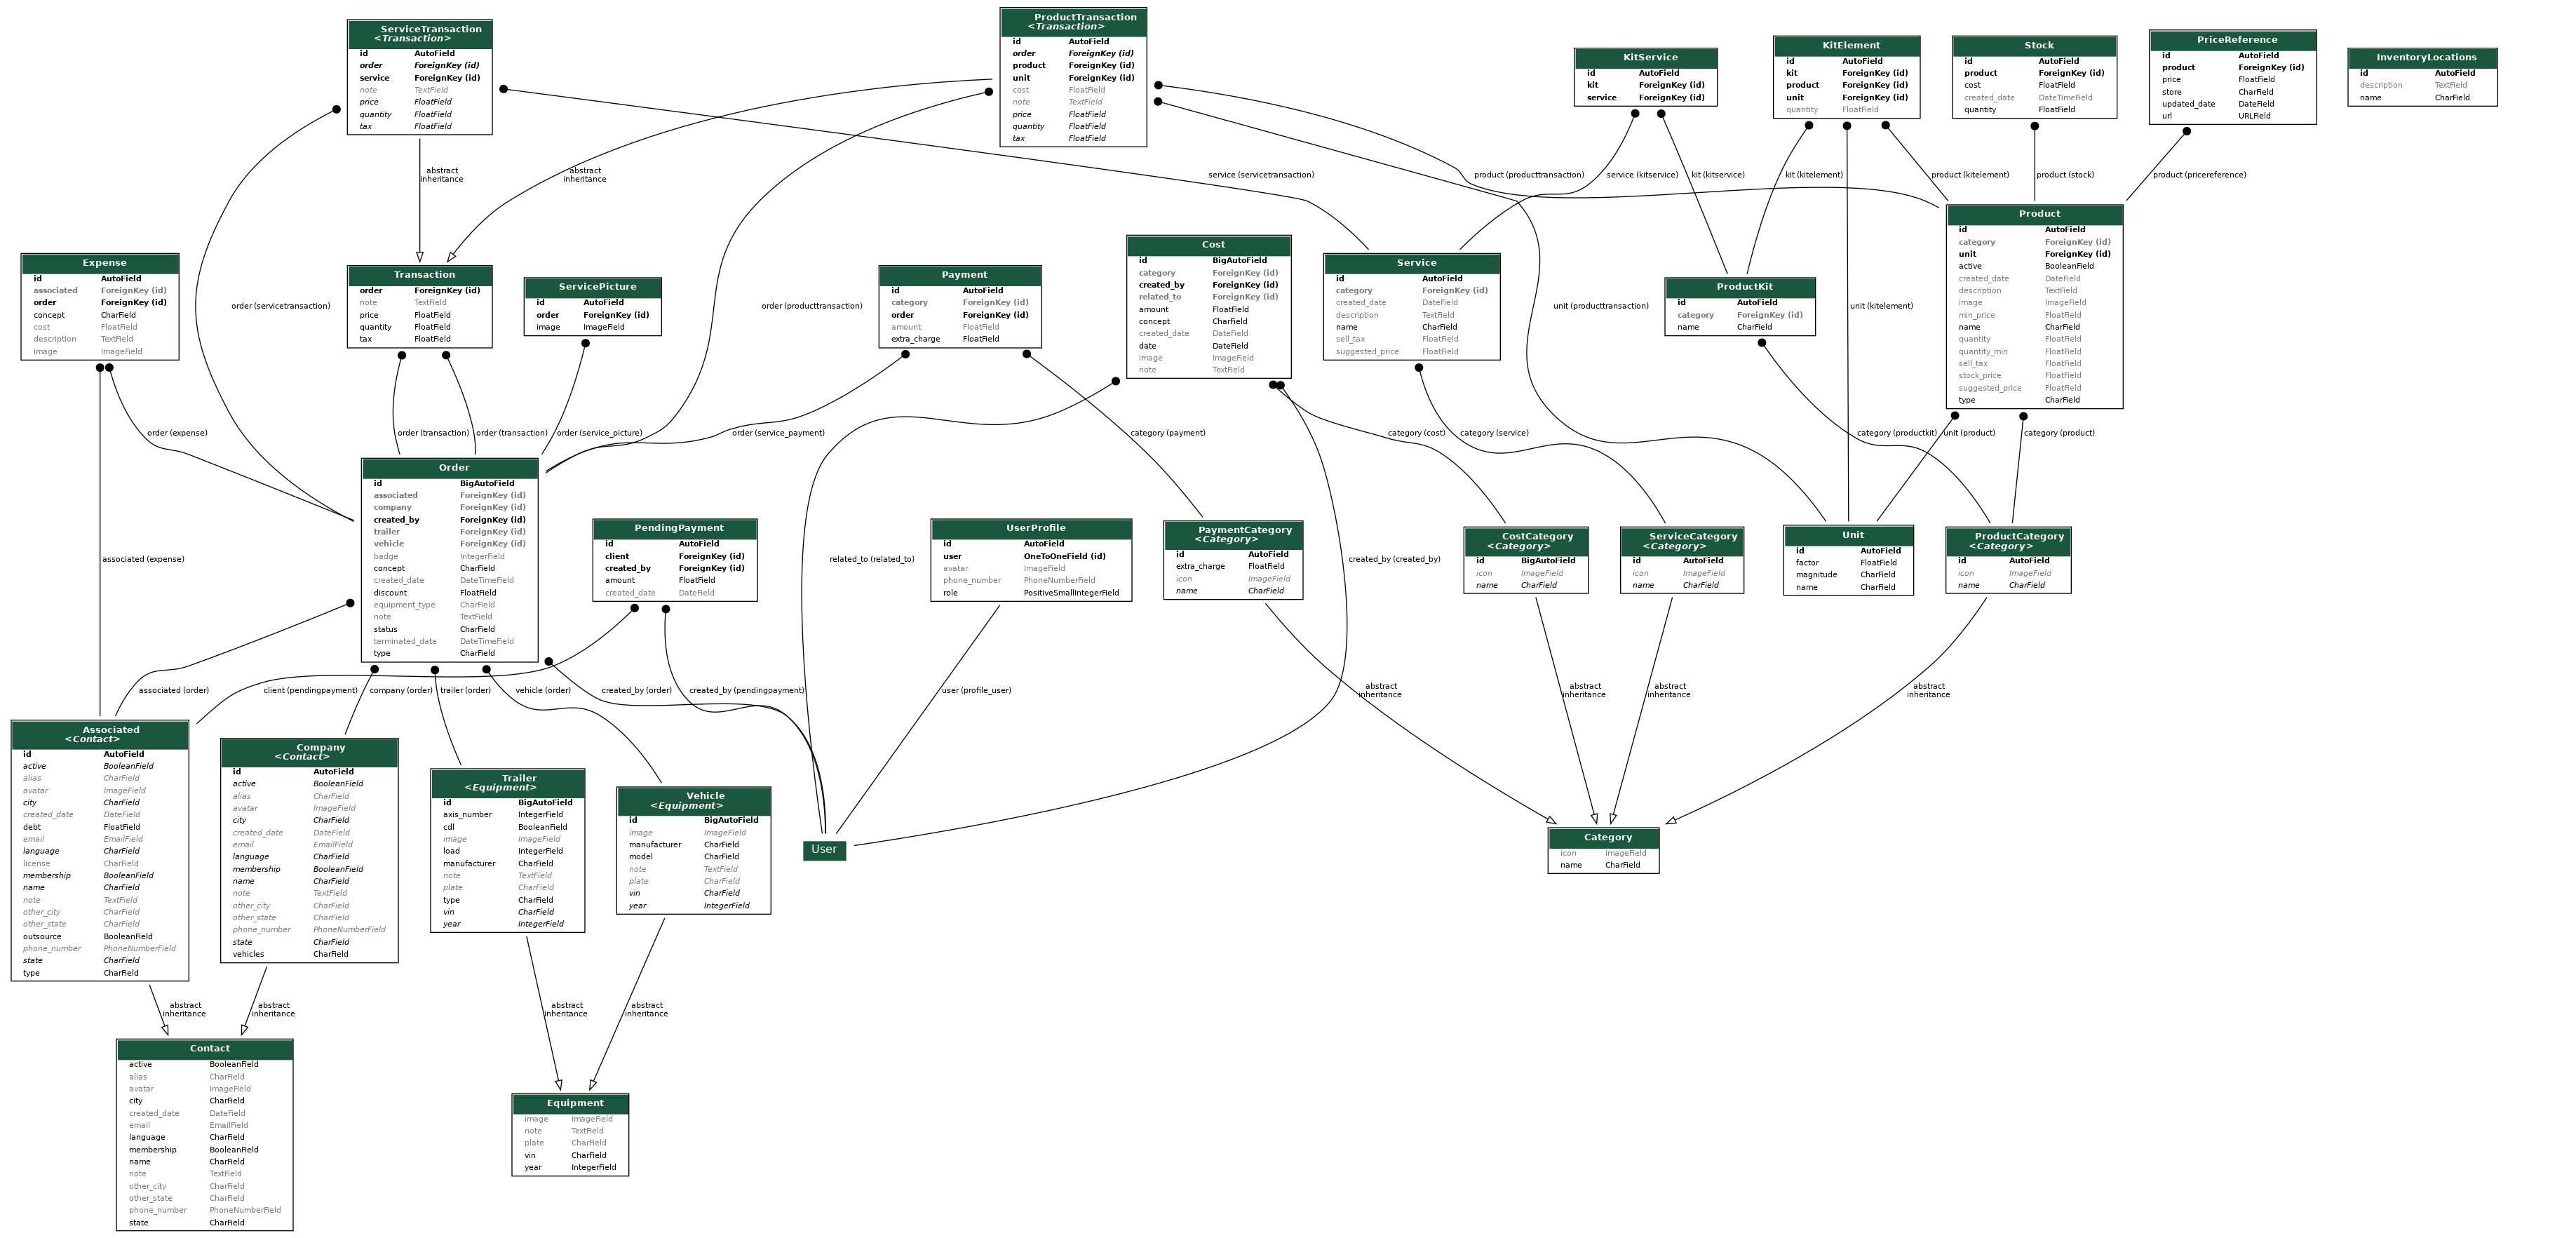 ServiceTransaction
<Transaction>
id AutoField
order ForeignKey (id)
service ForeignKey (id)
note TextField
price FloatField
quantity FloatField
tax FloatField
ProductTransaction
<Transaction>
id AutoField
order ForeignKey (id)
product ForeignKey (id)
unit ForeignKey (id)
cost FloatField
note TextField
price FloatField
quantity FloatField
tax FloatField
KitService
id AutoField
kit ForeignKey (id)
service ForeignKey (id)
KitElement
id AutoField
kit ForeignKey (id)
product ForeignKey (id)
unit ForeignKey (id)
quantity FloatField
Stock
id AutoField
product ForeignKey (id)
cost FloatField
created_date DateTimeField
quantity FloatField
PriceReference
id AutoField
product ForeignKey (id)
price FloatField
store CharField
updated_date DateField
url URLField
InventoryLocations
id AutoField
description TextField
name CharField
abstract
inheritance
abstract
inheritance
service (servicetransaction)
product (producttransaction)
service (kitservice)
kit (kitservice)
kit (kitelement)
product (kitelement)
product (stock)
product (pricereference)
Expense
id AutoField
associated ForeignKey (id)
order ForeignKey (id)
concept CharField
cost FloatField
description TextField
image ImageField
order (servicetransaction)
Transaction
order ForeignKey (id)
note TextField
price FloatField
quantity FloatField
tax FloatField
ServicePicture
id AutoField
order ForeignKey (id)
image ImageField
order (producttransaction)
Payment
id AutoField
category ForeignKey (id)
order ForeignKey (id)
amount FloatField
extra_charge FloatField
Cost
id BigAutoField
category ForeignKey (id)
created_by ForeignKey (id)
related_to ForeignKey (id)
amount FloatField
concept CharField
created_date DateField
date DateField
image ImageField
note TextField
Service
id AutoField
category ForeignKey (id)
created_date DateField
description TextField
name CharField
sell_tax FloatField
suggested_price FloatField
unit (producttransaction)
ProductKit
id AutoField
category ForeignKey (id)
name CharField
unit (kitelement)
Product
id AutoField
category ForeignKey (id)
unit ForeignKey (id)
active BooleanField
created_date DateField
description TextField
image ImageField
min_price FloatField
name CharField
quantity FloatField
quantity_min FloatField
sell_tax FloatField
stock_price FloatField
suggested_price FloatField
type CharField
order (expense)
order (transaction)
order (transaction)
order (service_picture)
order (service_payment)
category (payment)
category (cost)
category (service)
category (productkit)
unit (product)
category (product)
associated (expense)
Order
id BigAutoField
associated ForeignKey (id)
company ForeignKey (id)
created_by ForeignKey (id)
trailer ForeignKey (id)
vehicle ForeignKey (id)
badge IntegerField
concept CharField
created_date DateTimeField
discount FloatField
equipment_type CharField
note TextField
status CharField
terminated_date DateTimeField
type CharField
PendingPayment
id AutoField
client ForeignKey (id)
created_by ForeignKey (id)
amount FloatField
created_date DateField
related_to (related_to)
UserProfile
id AutoField
user OneToOneField (id)
avatar ImageField
phone_number PhoneNumberField
role PositiveSmallIntegerField
PaymentCategory
<Category>
id AutoField
extra_charge FloatField
icon ImageField
name CharField
created_by (created_by)
CostCategory
<Category>
id BigAutoField
icon ImageField
name CharField
ServiceCategory
<Category>
id AutoField
icon ImageField
name CharField
Unit
id AutoField
factor FloatField
magnitude CharField
name CharField
ProductCategory
<Category>
id AutoField
icon ImageField
name CharField
associated (order)
client (pendingpayment)
company (order)
trailer (order)
vehicle (order)
created_by (order)
created_by (pendingpayment)
user (profile_user)
abstract
inheritance
abstract
inheritance
abstract
inheritance
abstract
inheritance
Associated
<Contact>
id AutoField
active BooleanField
alias CharField
avatar ImageField
city CharField
created_date DateField
debt FloatField
email EmailField
language CharField
license CharField
membership BooleanField
name CharField
note TextField
other_city CharField
other_state CharField
outsource BooleanField
phone_number PhoneNumberField
state CharField
type CharField
Company
<Contact>
id AutoField
active BooleanField
alias CharField
avatar ImageField
city CharField
created_date DateField
email EmailField
language CharField
membership BooleanField
name CharField
note TextField
other_city CharField
other_state CharField
phone_number PhoneNumberField
state CharField
vehicles CharField
Trailer
<Equipment>
id BigAutoField
axis_number IntegerField
cdl BooleanField
image ImageField
load IntegerField
manufacturer CharField
note TextField
plate CharField
type CharField
vin CharField
year IntegerField
Vehicle
<Equipment>
id BigAutoField
image ImageField
manufacturer CharField
model CharField
note TextField
plate CharField
vin CharField
year IntegerField
User
Category
icon ImageField
name CharField
abstract
inheritance
abstract
inheritance
abstract
inheritance
abstract
inheritance
Contact
active BooleanField
alias CharField
avatar ImageField
city CharField
created_date DateField
email EmailField
language CharField
membership BooleanField
name CharField
note TextField
other_city CharField
other_state CharField
phone_number PhoneNumberField
state CharField
Equipment
image ImageField
note TextField
plate CharField
vin CharField
year IntegerField